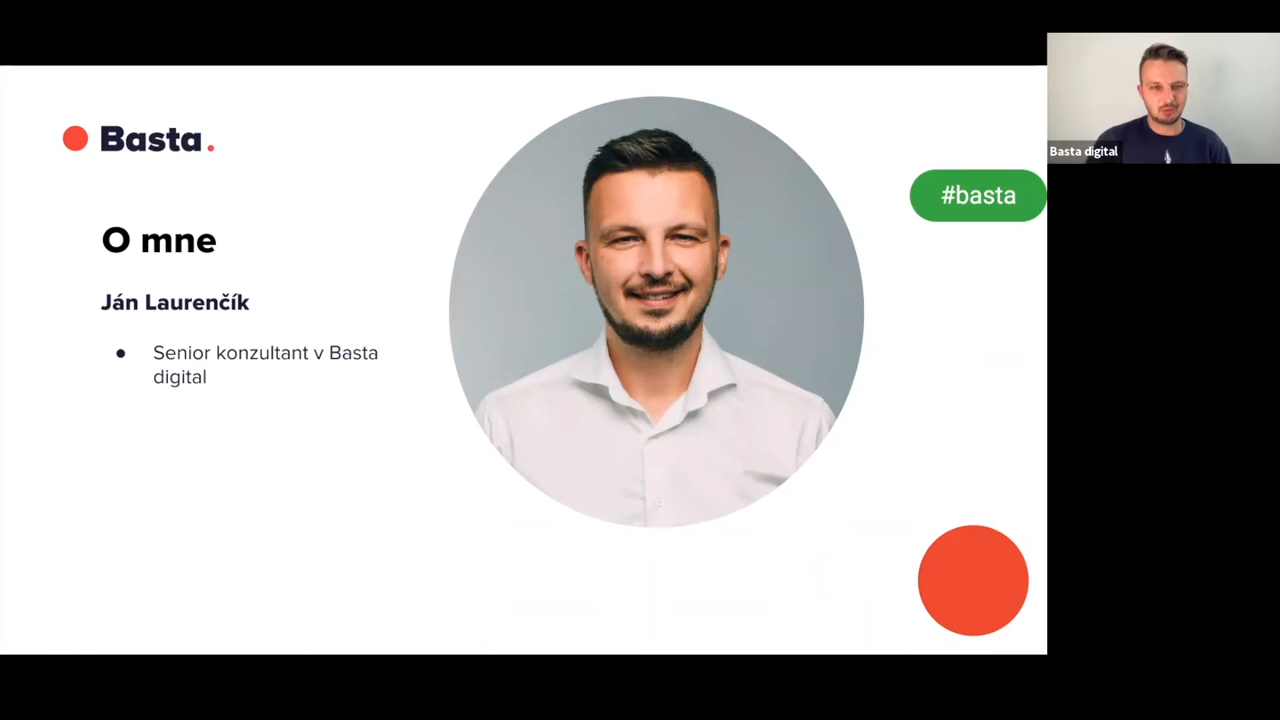 Basta.
O mne
Ján Laurenčík
Senior konzultant v Basta
digital
#basta
Basta digital